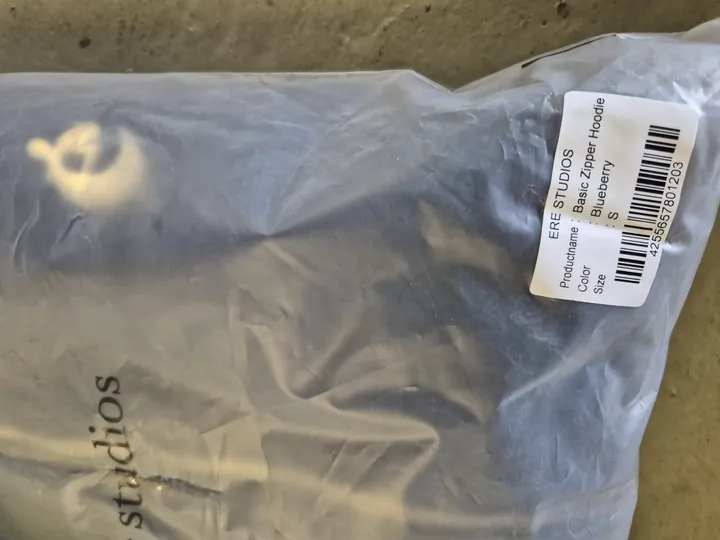 ERE STUDIOS
Productname : Basic Zipper Hoodie
Color : Blueberry
Size : S
4255657801203
studios